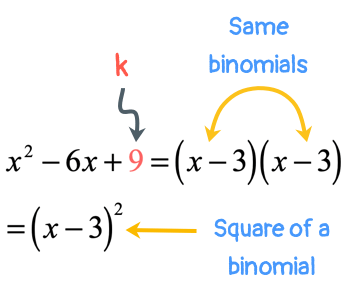 Same
binomials
k
x² − 6x + 9 = (x − 3)(x − 3)
= (x − 3)²
Square of a
binomial